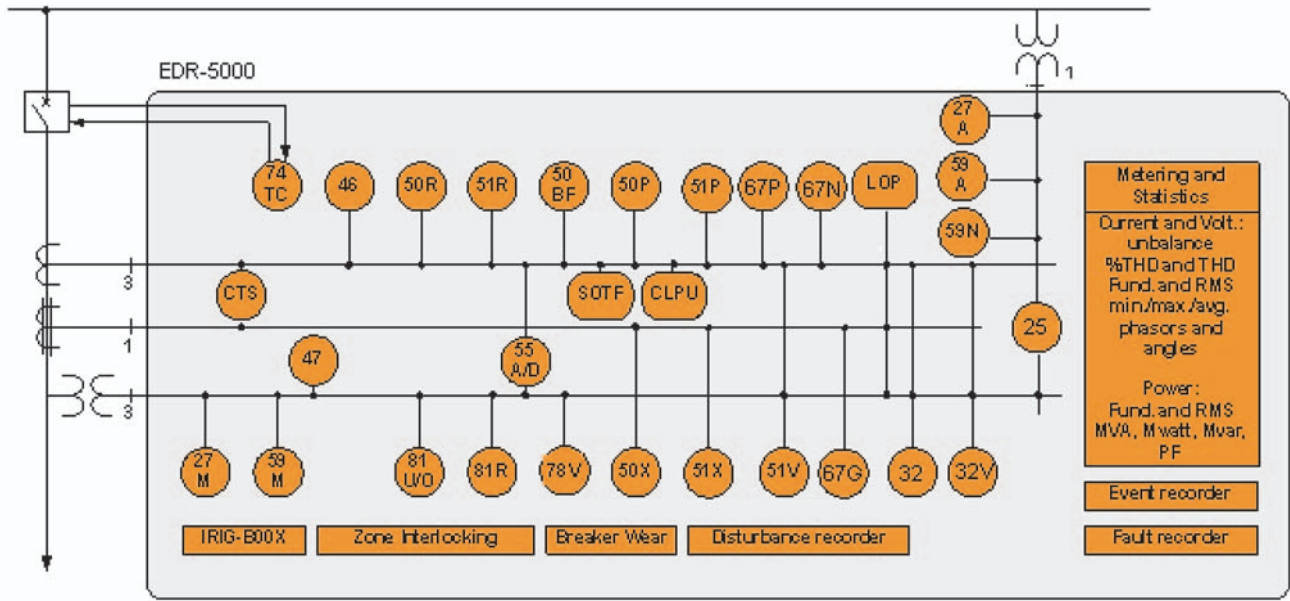 EDR-5000
1
27
A
74
TC
46
50R
51R
50
BF
50P
51P
67P
67N
LOP
59
A
59N
Metering and
Statistics
Current and Volt.:
unbalance
%THD and THD
Fund. and RMS
min./max./avg.
phasors and
angles
Power:
Fund. and RMS
MVA, Mwatt, Mvar,
PF
3
CTS
SOTF
CLPU
1
47
55
A/D
25
3
27
M
59
M
81
U/O
81R
78V
50X
51X
51V
67G
32
32V
Event recorder
IRIG-B00X
Zone Interlocking
Breaker Wear
Disturbance recorder
Fault recorder